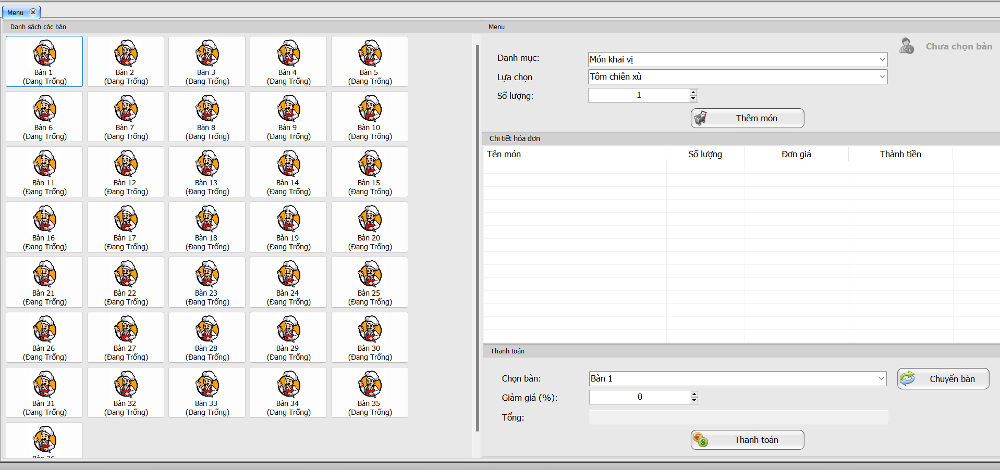 Menu
Danh sách các bàn
Bàn 1
(Đang Trống)
Bàn 2
(Đang Trống)
Bàn 3
(Đang Trống)
Bàn 4
(Đang Trống)
Bàn 5
(Đang Trống)
Bàn 6
(Đang Trống)
Bàn 7
(Đang Trống)
Bàn 8
(Đang Trống)
Bàn 9
(Đang Trống)
Bàn 10
(Đang Trống)
Bàn 11
(Đang Trống)
Bàn 12
(Đang Trống)
Bàn 13
(Đang Trống)
Bàn 14
(Đang Trống)
Bàn 15
(Đang Trống)
Bàn 16
(Đang Trống)
Bàn 17
(Đang Trống)
Bàn 18
(Đang Trống)
Bàn 19
(Đang Trống)
Bàn 20
(Đang Trống)
Bàn 21
(Đang Trống)
Bàn 22
(Đang Trống)
Bàn 23
(Đang Trống)
Bàn 24
(Đang Trống)
Bàn 25
(Đang Trống)
Bàn 26
(Đang Trống)
Bàn 27
(Đang Trống)
Bàn 28
(Đang Trống)
Bàn 29
(Đang Trống)
Bàn 30
(Đang Trống)
Bàn 31
(Đang Trống)
Bàn 32
(Đang Trống)
Bàn 33
(Đang Trống)
Bàn 34
(Đang Trống)
Bàn 35
(Đang Trống)
Bàn 36
Menu
Chưa chọn bàn
Danh mục: Món khai vị
Lựa chọn Tôm chiên xù
Số lượng: 1
Thêm món
Chi tiết hóa đơn
Tên món Số lượng Đơn giá Thành tiền
Thanh toán
Chọn bàn: Bàn 1 Chuyển bàn
Giảm giá (%): 0
Tổng:
Thanh toán